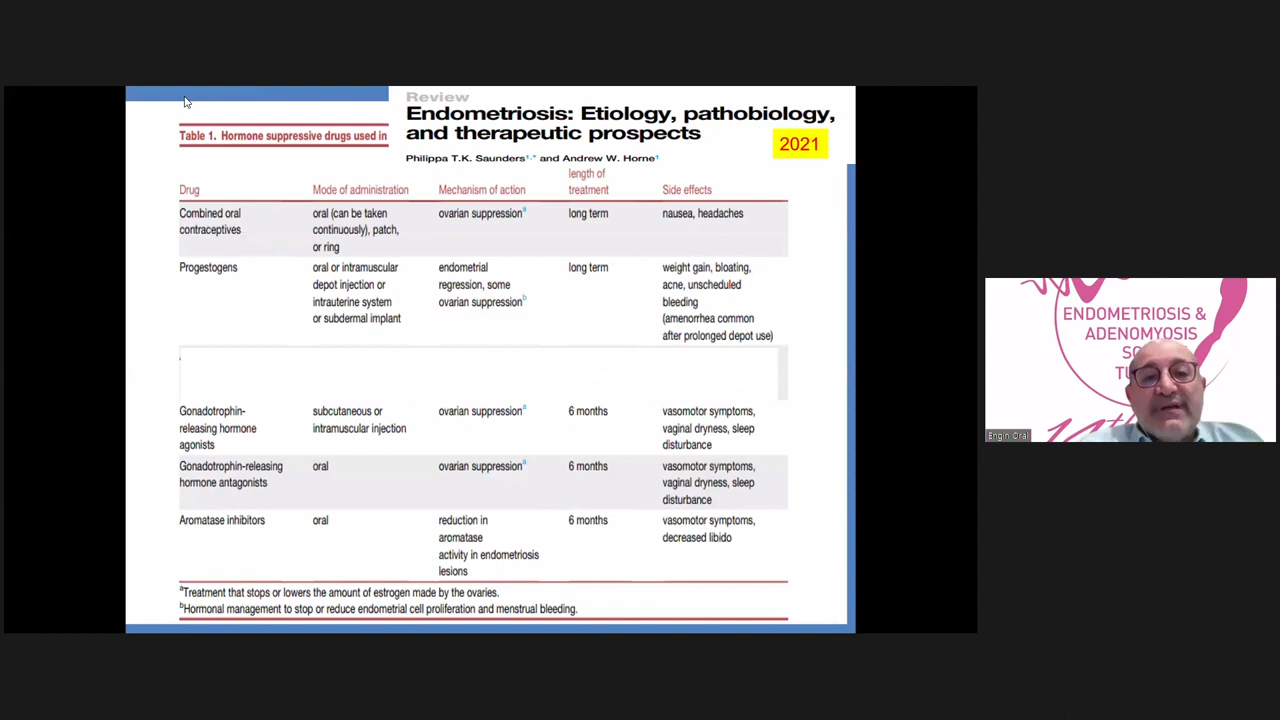 Review
Endometriosis: Etiology, pathobiology,
and therapeutic prospects
2021
Philippa T.K. Saunders1,* and Andrew W. Horne1
Table 1. Hormone suppressive drugs used in
Drug Mode of administration Mechanism of action length of treatment Side effects
Combined oral contraceptives oral (can be taken continuously), patch, or ring ovarian suppressiona long term nausea, headaches
Progestogens oral or intramuscular depot injection or intrauterine system or subdermal implant endometrial regression, some ovarian suppressionb long term weight gain, bloating, acne, unscheduled bleeding (amenorrhea common after prolonged depot use)
Gonadotrophin-releasing hormone agonists subcutaneous or intramuscular injection ovarian suppressiona 6 months vasomotor symptoms, vaginal dryness, sleep disturbance
Gonadotrophin-releasing hormone antagonists oral ovarian suppressiona 6 months vasomotor symptoms, vaginal dryness, sleep disturbance
Aromatase inhibitors oral reduction in aromatase activity in endometriosis lesions 6 months vasomotor symptoms, decreased libido
aTreatment that stops or lowers the amount of estrogen made by the ovaries.
bHormonal management to stop or reduce endometrial cell proliferation and menstrual bleeding.
ENDOMETRIOSIS &
ADENOMYOSIS
Engin Oral